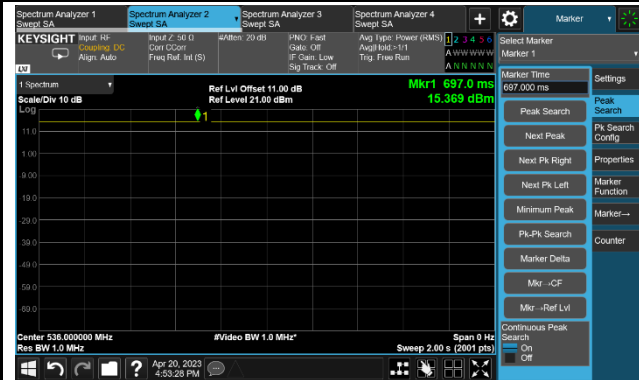 Spectrum Analyzer 1
Swept SA
Spectrum Analyzer 2
Swept SA
Spectrum Analyzer 3
Swept SA
Spectrum Analyzer 4
Swept SA
+
Marker
KEYSIGHT
Input: RF
Coupling: DC
Align: Auto
Input Z: 50 Ω
Corr CCorr
Freq Ref: Int (S)
#Atten: 20 dB
PNO: Fast
Gate: Off
IF Gain: Low
Sig Track: Off
Avg Type: Power (RMS)
Avg|Hold:>1/1
Trig: Free Run
1 2 3 4 5 6
A W W W W W
A N N N N N
LXI
Select Marker
Marker 1
1 Spectrum
Scale/Div 10 dB
Log
Ref Lvl Offset 11.00 dB
Ref Level 21.00 dBm
Mkr1 697.0 ms
15.369 dBm
1
11.0
1.00
-9.00
-19.0
-29.0
-39.0
-49.0
-59.0
-69.0
Center 536.000000 MHz
Res BW 1.0 MHz
#Video BW 1.0 MHz*
Span 0 Hz
Sweep 2.00 s (2001 pts)
Marker Time
697.000 ms
Peak Search
Next Peak
Next Pk Right
Next Pk Left
Minimum Peak
Pk-Pk Search
Marker Delta
Mkr→CF
Mkr→Ref Lvl
Continuous Peak
Search
On
Off
Settings
Peak
Search
Pk Search
Config
Properties
Marker
Function
Marker→
Counter
?
Apr 20, 2023
4:53:28 PM